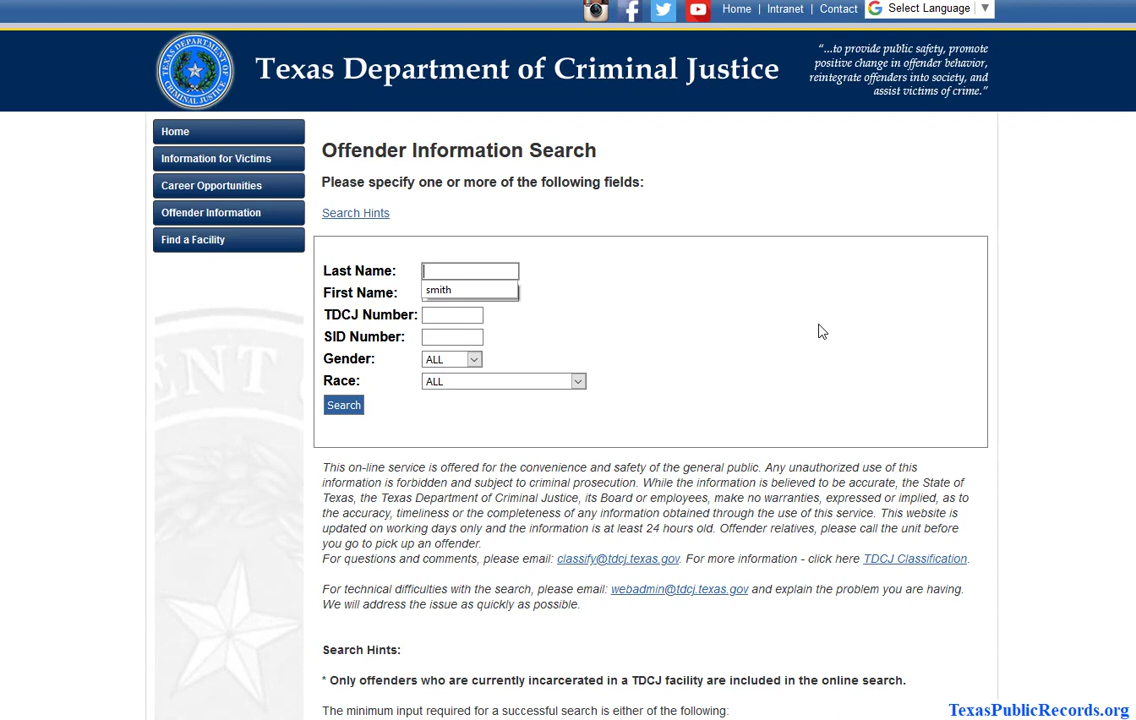 Home | Intranet | Contact
Select Language ▼
Texas Department of Criminal Justice
“...to provide public safety, promote
positive change in offender behavior,
reintegrate offenders into society, and
assist victims of crime.”
Home
Information for Victims
Career Opportunities
Offender Information
Find a Facility
Offender Information Search
Please specify one or more of the following fields:
Search Hints
Last Name:
smith
First Name:
TDCJ Number:
SID Number:
Gender: ALL
Race: ALL
Search
This on-line service is offered for the convenience and safety of the general public. Any unauthorized use of this
information is forbidden and subject to criminal prosecution. While the information is believed to be accurate, the State of
Texas, the Texas Department of Criminal Justice, its Board or employees, make no warranties, expressed or implied, as to
the accuracy, timeliness or the completeness of any information obtained through the use of this service. This website is
updated on working days only and the information is at least 24 hours old. Offender relatives, please call the unit before
you go to pick up an offender.
For questions and comments, please email: classify@tdcj.texas.gov. For more information - click here TDCJ Classification.
For technical difficulties with the search, please email: webadmin@tdcj.texas.gov and explain the problem you are having.
We will address the issue as quickly as possible.
Search Hints:
* Only offenders who are currently incarcerated in a TDCJ facility are included in the online search.
The minimum input required for a successful search is either of the following:
TexasPublicRecords.org